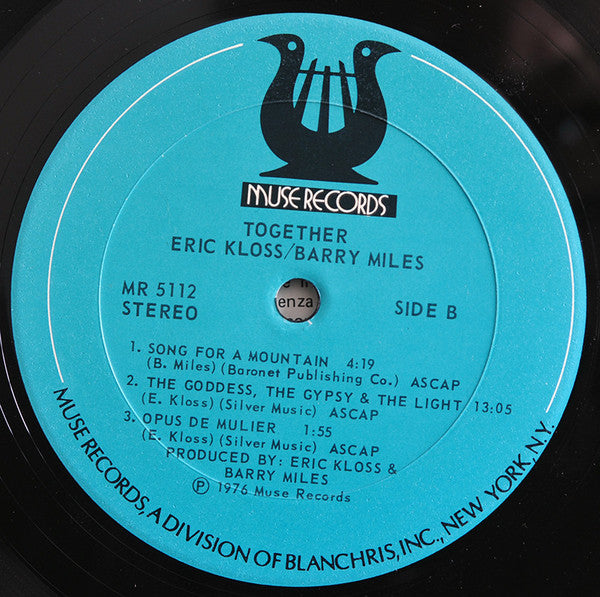 MUSE RECORDS
TOGETHER
ERIC KLOSS/BARRY MILES
MR 5112
STEREO
SIDE B
enza
1. SONG FOR A MOUNTAIN 4:19
(B. Miles) (Baronet Publishing Co.) ASCAP
2. THE GODDESS, THE GYPSY & THE LIGHT 13:05
(E. Kloss) (Silver Music) ASCAP
3. OPUS DE MULIER 1:55
(E. Kloss) (Silver Music) ASCAP
PRODUCED BY: ERIC KLOSS &
BARRY MILES
Ⓟ 1976 Muse Records
MUSE RECORDS, A DIVISION OF BLANCHRIS, INC., NEW YORK, N.Y.